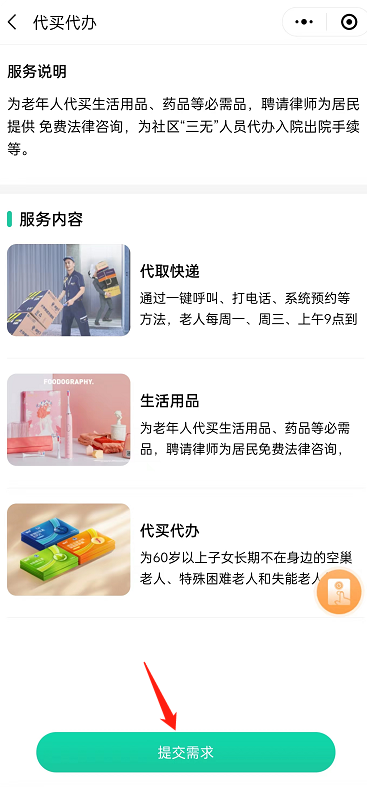 代买代办
服务说明
为老年人代买生活用品、药品等必需品，聘请律师为居民
提供 免费法律咨询，为社区“三无”人员代办入院出院手续
等。
服务内容
代取快递
通过一键呼叫、打电话、系统预约等
方法，老人每周一、周三、上午9点到
FOODOGRAPHY.
生活用品
为老年人代买生活用品、药品等必需
品，聘请律师为居民免费法律咨询，
代买代办
为60岁以上子女长期不在身边的空巢
老人、特殊困难老人和失能老人
提交需求